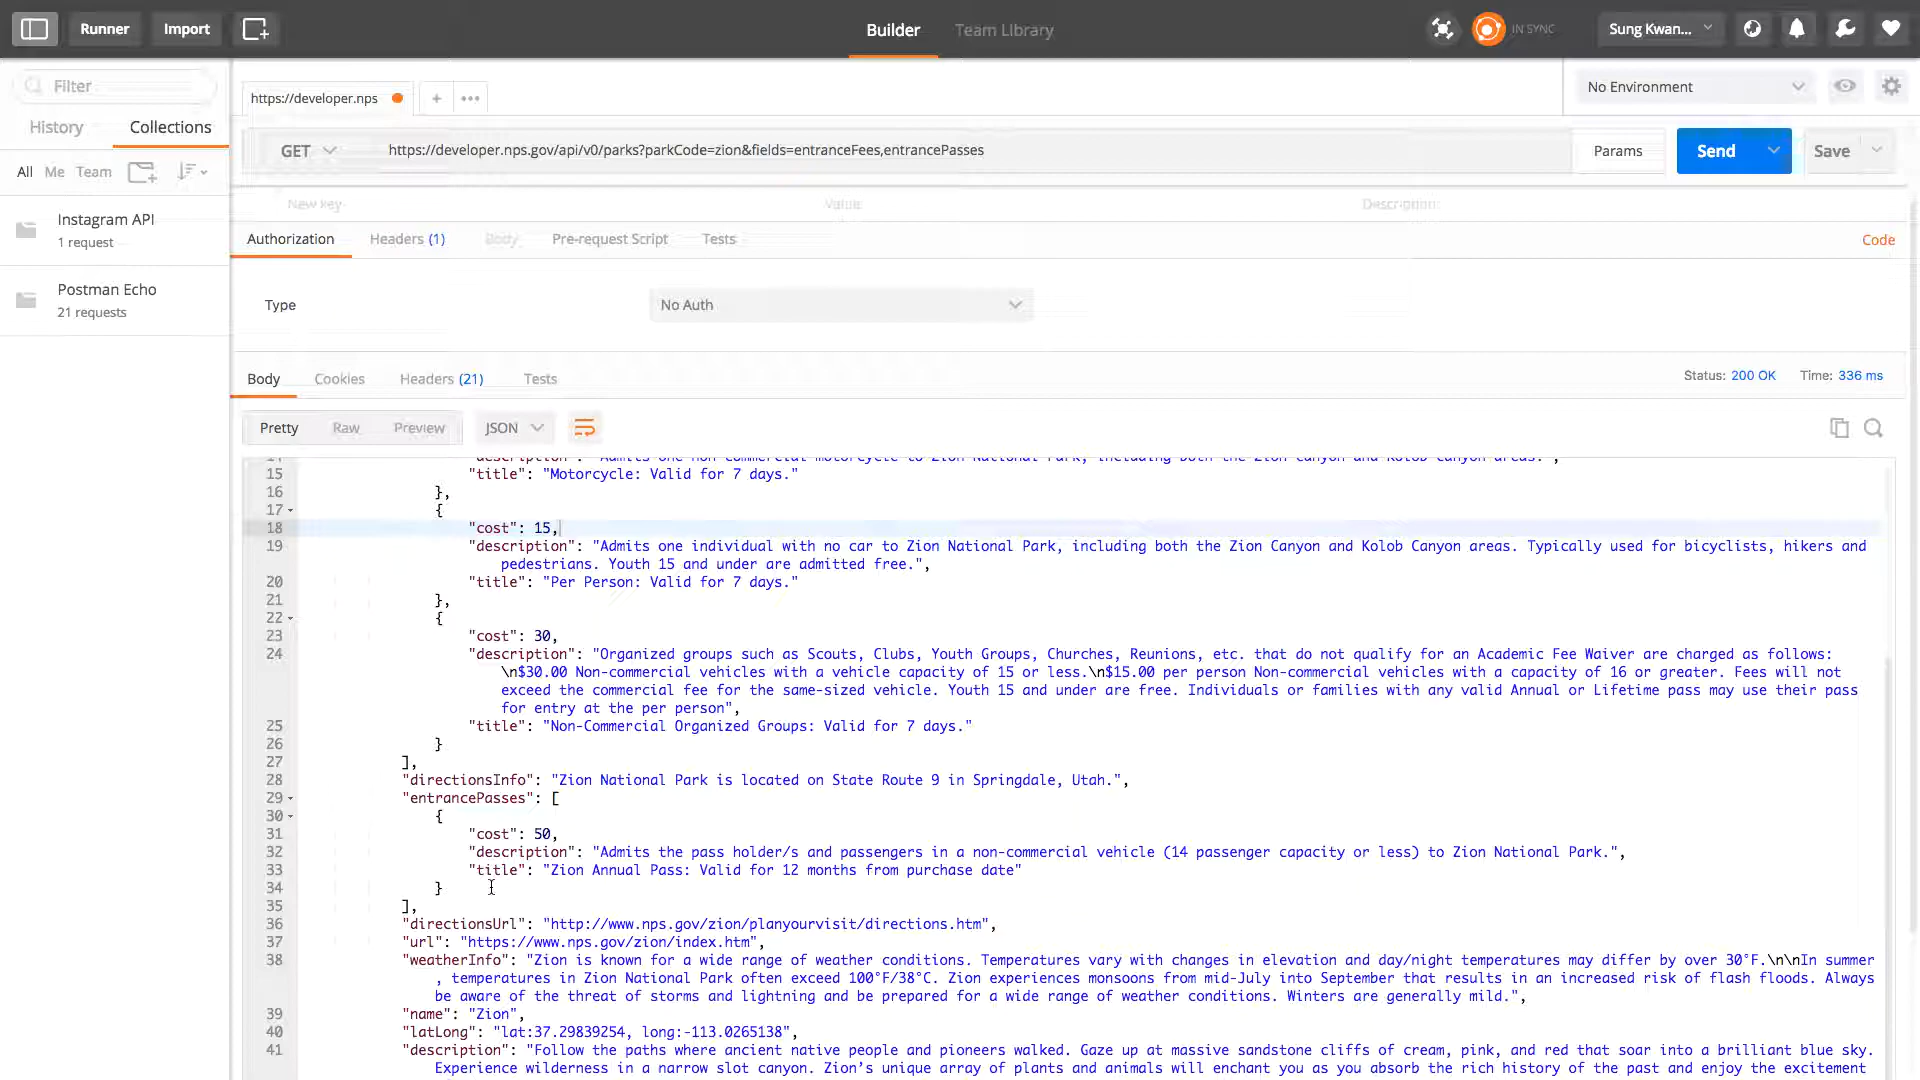 Runner
Import
Builder
Team Library
IN SYNC
Sung Kwan...
Filter
https://developer.nps
No Environment
History
Collections
GET
https://developer.nps.gov/api/v0/parks?parkCode=zion&fields=entranceFees,entrancePasses
Params
Send
Save
All Me Team
New key
Value
Description
Instagram API
1 request
Authorization
Headers (1)
Body
Pre-request Script
Tests
Code
Postman Echo
21 requests
Type
No Auth
Body
Cookies
Headers (21)
Tests
Status: 200 OK
Time: 336 ms
Pretty
Raw
Preview
JSON
14 "description": "Admits one non-commercial motorcycle to Zion National Park, including both the Zion Canyon and Kolob Canyon areas.",
15 "title": "Motorcycle: Valid for 7 days."
16 },
17 {
18 "cost": 15,
19 "description": "Admits one individual with no car to Zion National Park, including both the Zion Canyon and Kolob Canyon areas. Typically used for bicyclists, hikers and
pedestrians. Youth 15 and under are admitted free.",
20 "title": "Per Person: Valid for 7 days."
21 },
22 {
23 "cost": 30,
24 "description": "Organized groups such as Scouts, Clubs, Youth Groups, Churches, Reunions, etc. that do not qualify for an Academic Fee Waiver are charged as follows:
\n$30.00 Non-commercial vehicles with a vehicle capacity of 15 or less.\n$15.00 per person Non-commercial vehicles with a capacity of 16 or greater. Fees will not
exceed the commercial fee for the same-sized vehicle. Youth 15 and under are free. Individuals or families with any valid Annual or Lifetime pass may use their pass
for entry at the per person",
25 "title": "Non-Commercial Organized Groups: Valid for 7 days."
26 }
27 ],
28 "directionsInfo": "Zion National Park is located on State Route 9 in Springdale, Utah.",
29 "entrancePasses": [
30 {
31 "cost": 50,
32 "description": "Admits the pass holder/s and passengers in a non-commercial vehicle (14 passenger capacity or less) to Zion National Park.",
33 "title": "Zion Annual Pass: Valid for 12 months from purchase date"
34 }
35 ],
36 "directionsUrl": "http://www.nps.gov/zion/planyourvisit/directions.htm",
37 "url": "https://www.nps.gov/zion/index.htm",
38 "weatherInfo": "Zion is known for a wide range of weather conditions. Temperatures vary with changes in elevation and day/night temperatures may differ by over 30°F.\n\nIn summer
, temperatures in Zion National Park often exceed 100°F/38°C. Zion experiences monsoons from mid-July into September that results in an increased risk of flash floods. Always
be aware of the threat of storms and lightning and be prepared for a wide range of weather conditions. Winters are generally mild.",
39 "name": "Zion",
40 "latLong": "lat:37.29839254, long:-113.0265138",
41 "description": "Follow the paths where ancient native people and pioneers walked. Gaze up at massive sandstone cliffs of cream, pink, and red that soar into a brilliant blue sky.
Experience wilderness in a narrow slot canyon. Zion's unique array of plants and animals will enchant you as you absorb the rich history of the past and enjoy the excitement